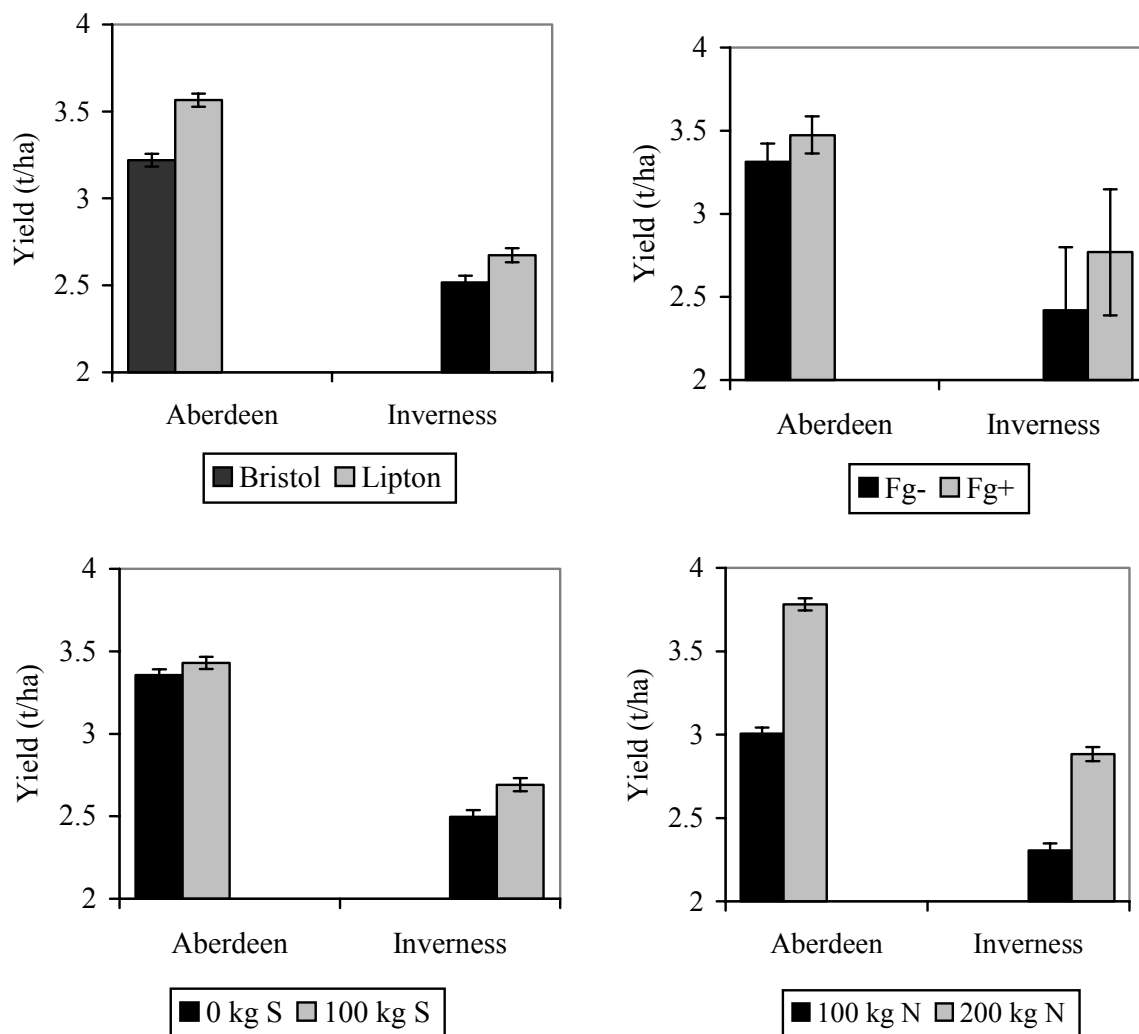 4
3.5
3
2.5
2
Yield (t/ha)
Aberdeen Inverness
Bristol Lipton
4
3.5
3
2.5
2
Yield (t/ha)
Aberdeen Inverness
Fg- Fg+
4
3.5
3
2.5
2
Yield (t/ha)
Aberdeen Inverness
0 kg S 100 kg S
4
3.5
3
2.5
2
Yield (t/ha)
Aberdeen Inverness
100 kg N 200 kg N